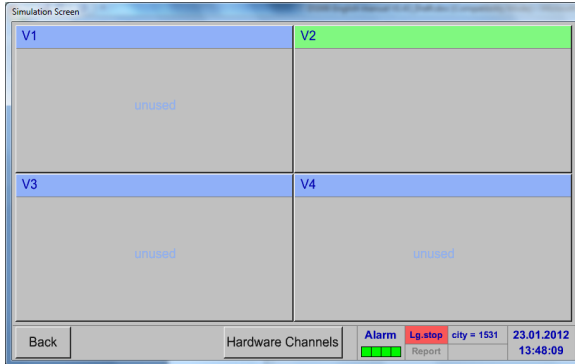 Simulation Screen
V1
V2
unused
V3
V4
unused
unused
Back
Hardware Channels
Alarm
Lg.stop
city = 1531
23.01.2012
Report
13:48:09